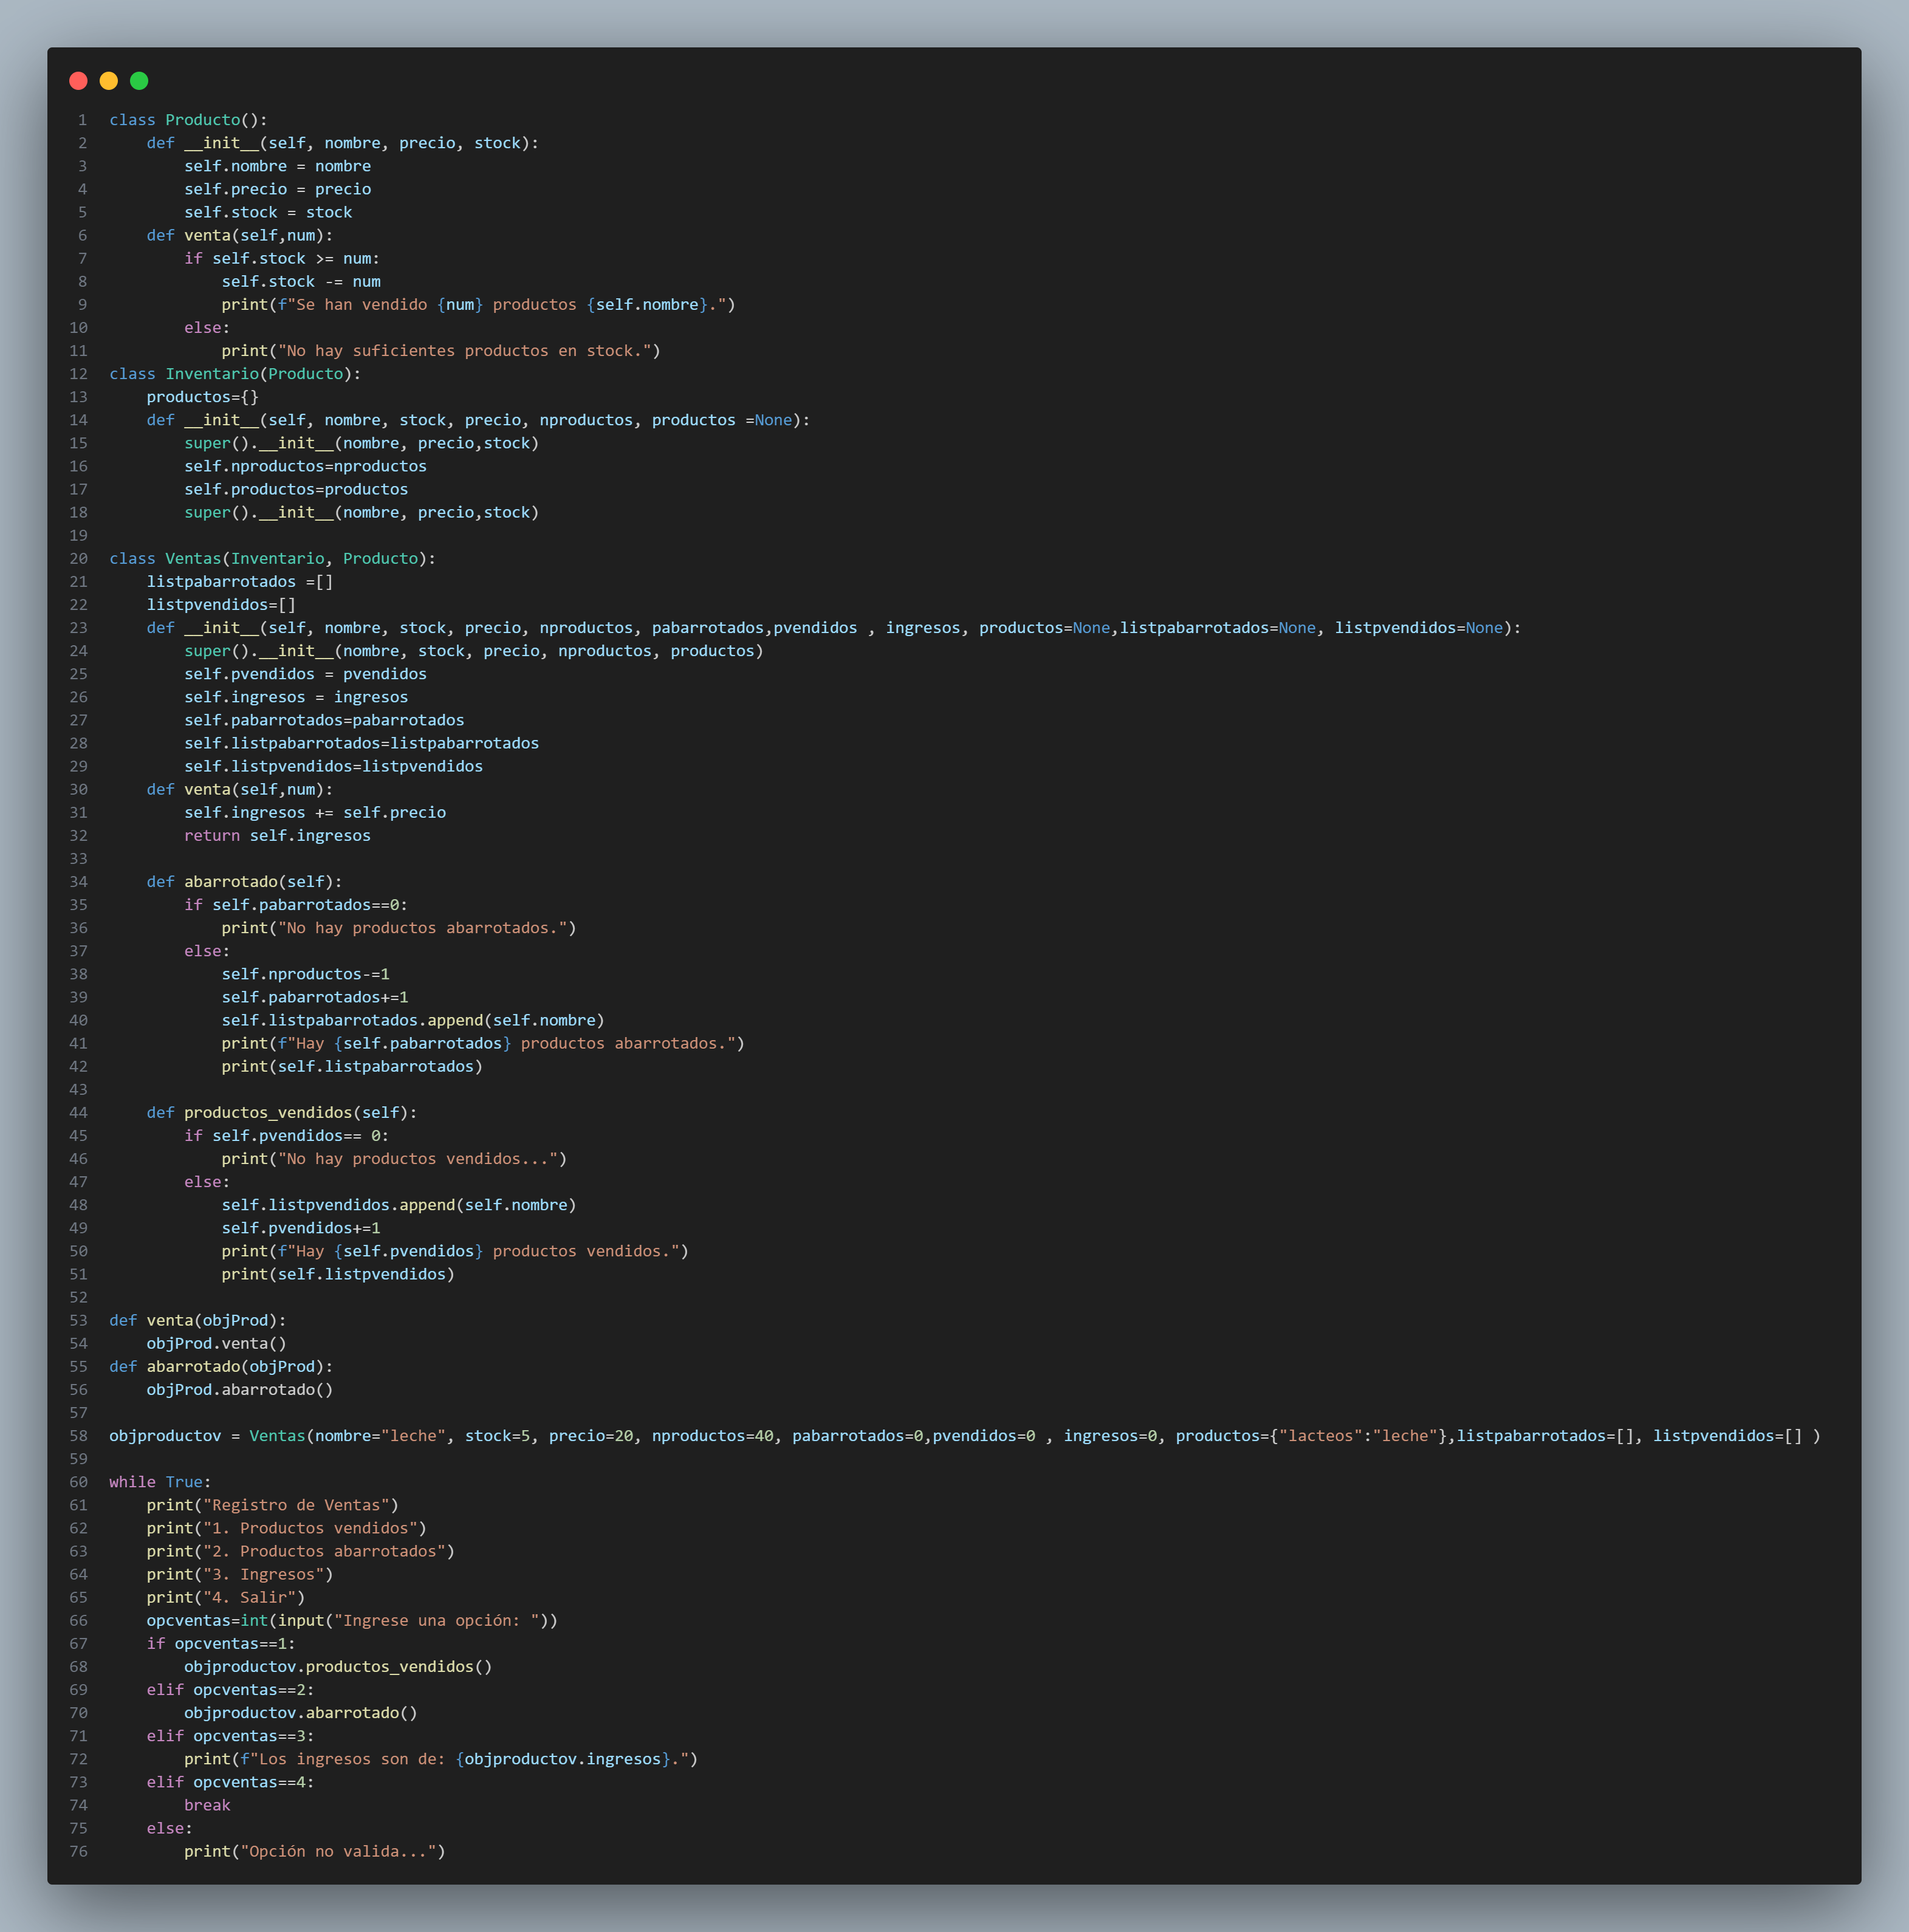 1 class Producto():
2     def __init__(self, nombre, precio, stock):
3         self.nombre = nombre
4         self.precio = precio
5         self.stock = stock
6     def venta(self,num):
7         if self.stock >= num:
8             self.stock -= num
9             print(f"Se han vendido {num} productos {self.nombre}.")
10         else:
11             print("No hay suficientes productos en stock.")
12 class Inventario(Producto):
13     productos={}
14     def __init__(self, nombre, stock, precio, nproductos, productos =None):
15         super().__init__(nombre, precio,stock)
16         self.nproductos=nproductos
17         self.productos=productos
18         super().__init__(nombre, precio,stock)
19
20 class Ventas(Inventario, Producto):
21     listpabarrotados =[]
22     listpvendidos=[]
23     def __init__(self, nombre, stock, precio, nproductos, pabarrotados,pvendidos , ingresos, productos=None,listpabarrotados=None, listpvendidos=None):
24         super().__init__(nombre, stock, precio, nproductos, productos)
25         self.pvendidos = pvendidos
26         self.ingresos = ingresos
27         self.pabarrotados=pabarrotados
28         self.listpabarrotados=listpabarrotados
29         self.listpvendidos=listpvendidos
30     def venta(self,num):
31         self.ingresos += self.precio
32         return self.ingresos
33
34     def abarrotado(self):
35         if self.pabarrotados==0:
36             print("No hay productos abarrotados.")
37         else:
38             self.nproductos-=1
39             self.pabarrotados+=1
40             self.listpabarrotados.append(self.nombre)
41             print(f"Hay {self.pabarrotados} productos abarrotados.")
42             print(self.listpabarrotados)
43
44     def productos_vendidos(self):
45         if self.pvendidos== 0:
46             print("No hay productos vendidos...")
47         else:
48             self.listpvendidos.append(self.nombre)
49             self.pvendidos+=1
50             print(f"Hay {self.pvendidos} productos vendidos.")
51             print(self.listpvendidos)
52
53 def venta(objProd):
54     objProd.venta()
55 def abarrotado(objProd):
56     objProd.abarrotado()
57
58 objproductov = Ventas(nombre="leche", stock=5, precio=20, nproductos=40, pabarrotados=0,pvendidos=0 , ingresos=0, productos={"lacteos":"leche"},listpabarrotados=[], listpvendidos=[] )
59
60 while True:
61     print("Registro de Ventas")
62     print("1. Productos vendidos")
63     print("2. Productos abarrotados")
64     print("3. Ingresos")
65     print("4. Salir")
66     opcventas=int(input("Ingrese una opción: "))
67     if opcventas==1:
68         objproductov.productos_vendidos()
69     elif opcventas==2:
70         objproductov.abarrotado()
71     elif opcventas==3:
72         print(f"Los ingresos son de: {objproductov.ingresos}.")
73     elif opcventas==4:
74         break
75     else:
76         print("Opción no valida...")